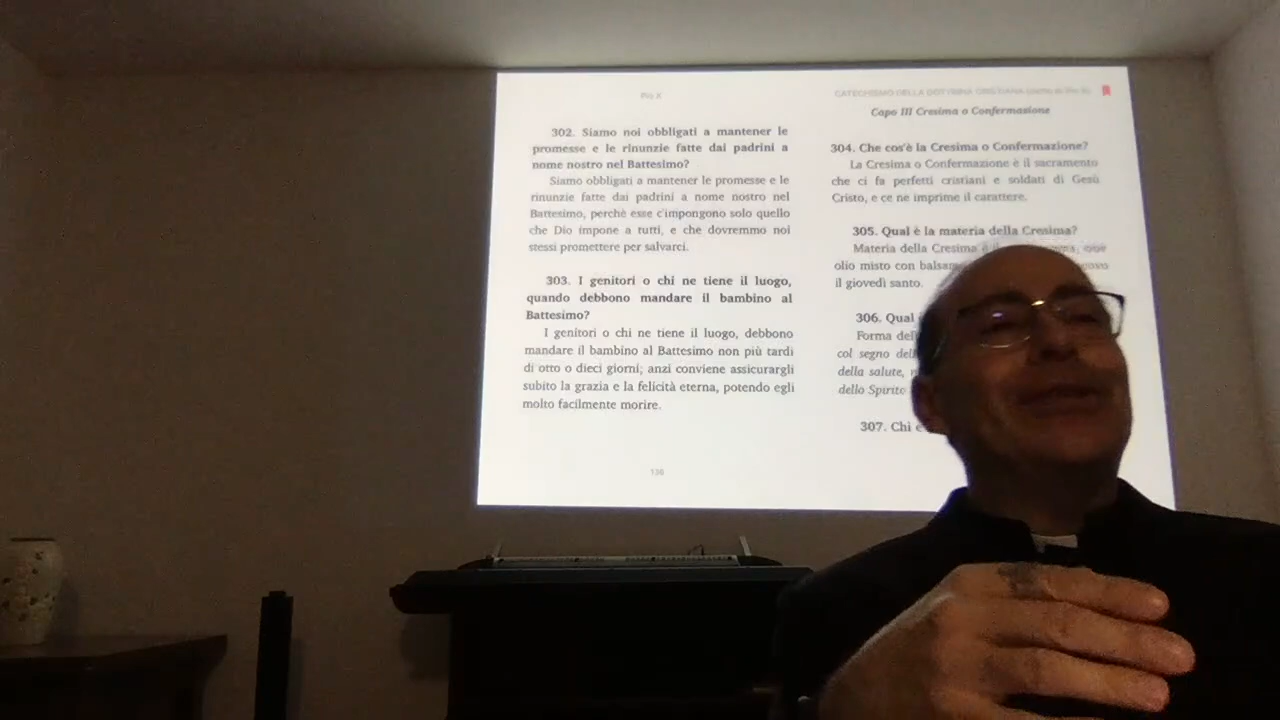 Pio X
302. Siamo noi obbligati a mantener le
promesse e le rinunzie fatte dai padrini a
nome nostro nel Battesimo?
Siamo obbligati a mantener le promesse e le
rinunzie fatte dai padrini a nome nostro nel
Battesimo, perchè esse c'impongono solo quello
che Dio impone a tutti, e che dovremmo noi
stessi promettere per salvarci.
303. I genitori o chi ne tiene il luogo,
quando debbono mandare il bambino al
Battesimo?
I genitori o chi ne tiene il luogo, debbono
mandare il bambino al Battesimo non più tardi
di otto o dieci giorni; anzi conviene assicurargli
subito la grazia e la felicità eterna, potendo egli
molto facilmente morire.
CATECHISMO DELLA DOTTRINA CRISTIANA
Capo III Cresima o Confermazione
304. Che cos'è la Cresima o Confermazione?
La Cresima o Confermazione è il sacramento
che ci fa perfetti cristiani e soldati di Gesù
Cristo, e ce ne imprime il carattere.
305. Qual è la materia della Cresima?
Materia della Cresima è il
olio misto con
il giovedì santo.
306. Qual
Forma
col segno
della salute,
dello Spirito
307. Chi